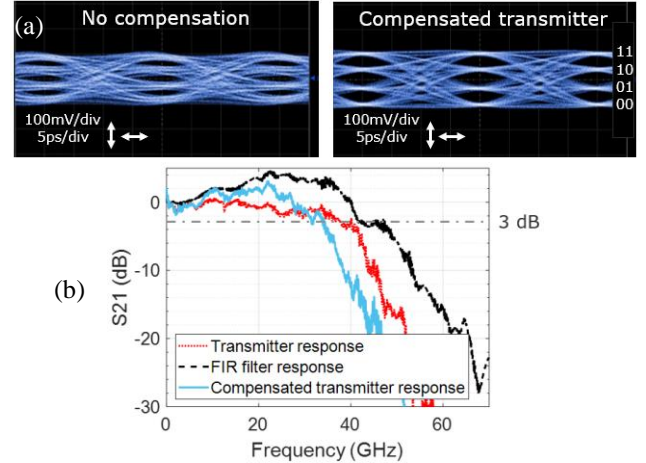 (a)
No compensation
Compensated transmitter
100mV/div
5ps/div
100mV/div
5ps/div
11
10
01
00
(b)
S21 (dB)
0
-10
-20
-30
3 dB
Transmitter response
FIR filter response
Compensated transmitter response
0
20
40
60
Frequency (GHz)